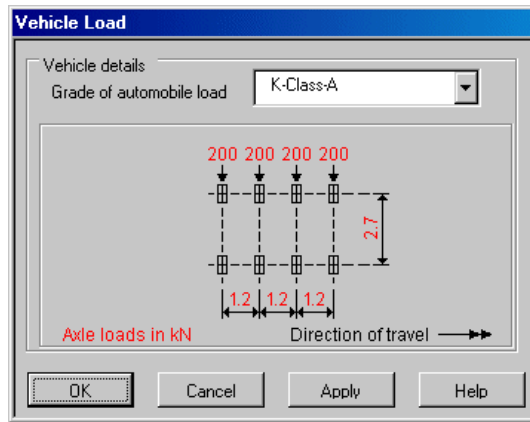 Vehicle Load
Vehicle details
Grade of automobile load K-Class-A
200 200 200 200
2.7
1.2 1.2 1.2
Axle loads in kN Direction of travel
OK Cancel Apply Help